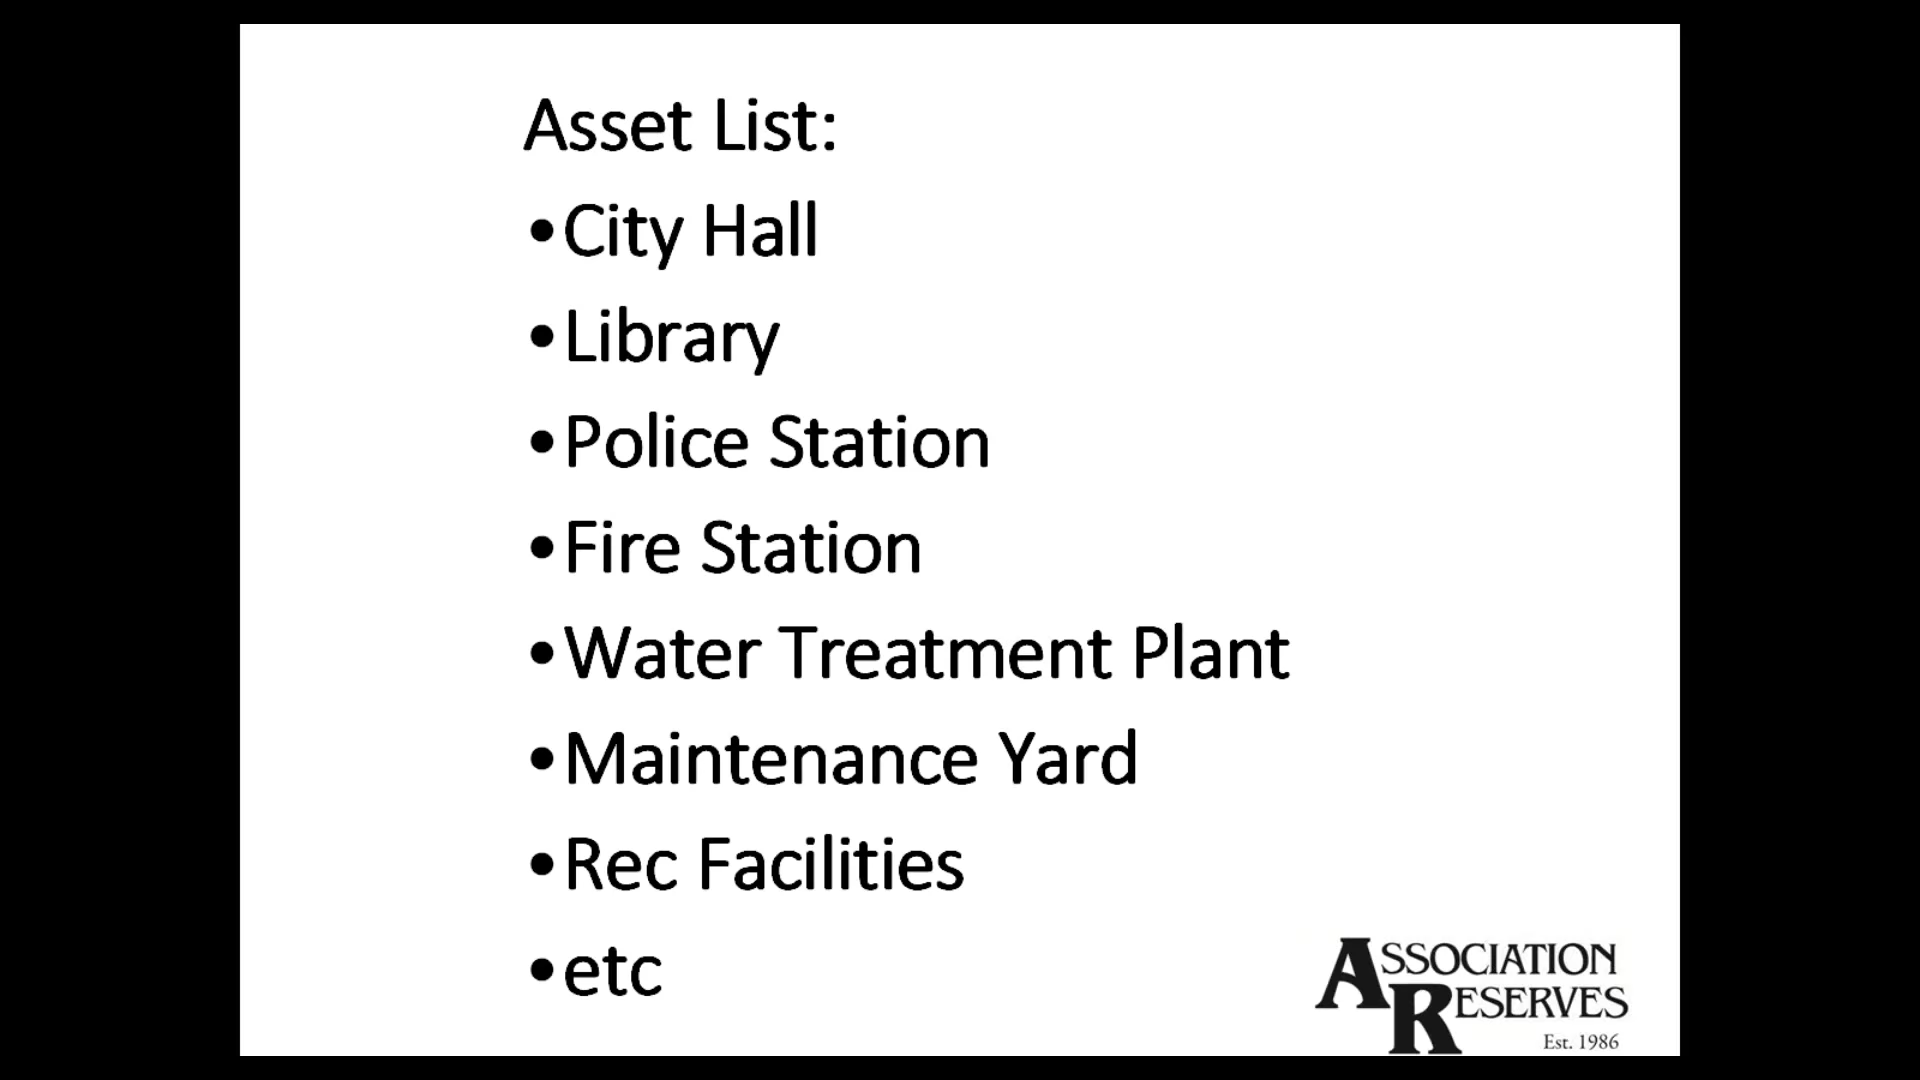 Asset List:
•City Hall
•Library
•Police Station
•Fire Station
•Water Treatment Plant
•Maintenance Yard
•Rec Facilities
•etc
ASSOCIATION
RESERVES
Est. 1986